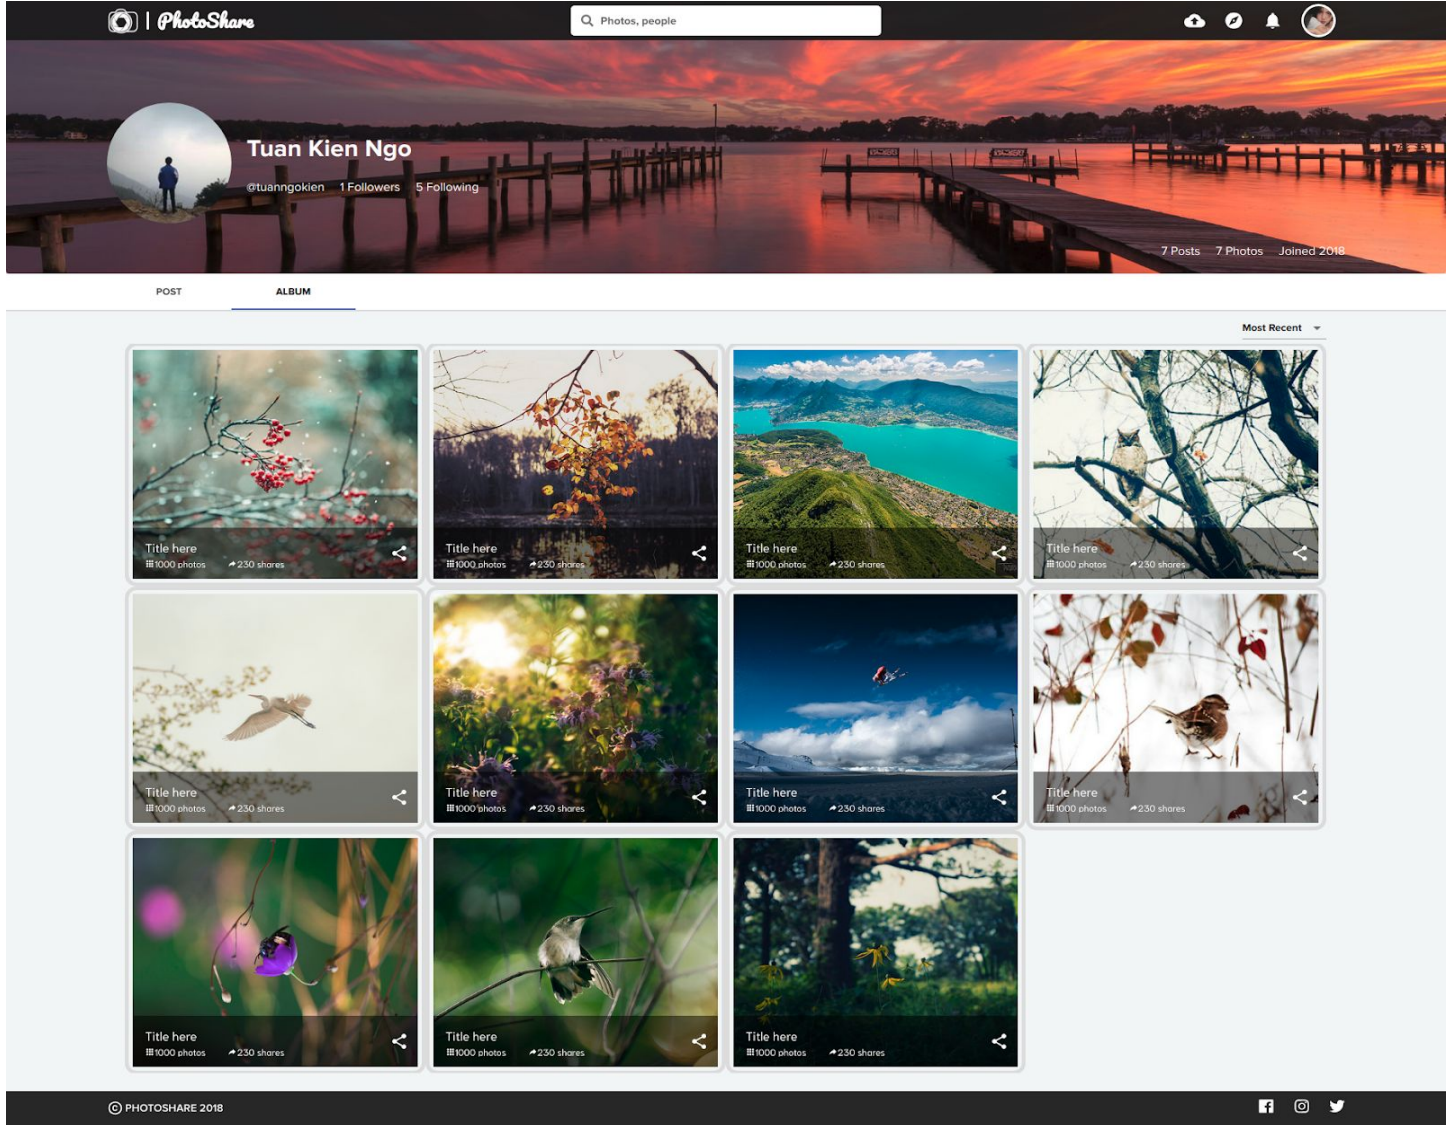 PhotoShare
Photos, people
Tuan Kien Ngo
@tuanngokien 1 Followers 5 Following
7 Posts 7 Photos Joined 2018
POST ALBUM
Most Recent
Title here
1000 photos 230 shares
Title here
1000 photos 230 shares
Title here
1000 photos 230 shares
Title here
1000 photos 230 shares
Title here
1000 photos 230 shares
Title here
1000 photos 230 shares
Title here
1000 photos 230 shares
Title here
1000 photos 230 shares
Title here
1000 photos 230 shares
Title here
1000 photos 230 shares
Title here
1000 photos 230 shares
© PHOTOSHARE 2018